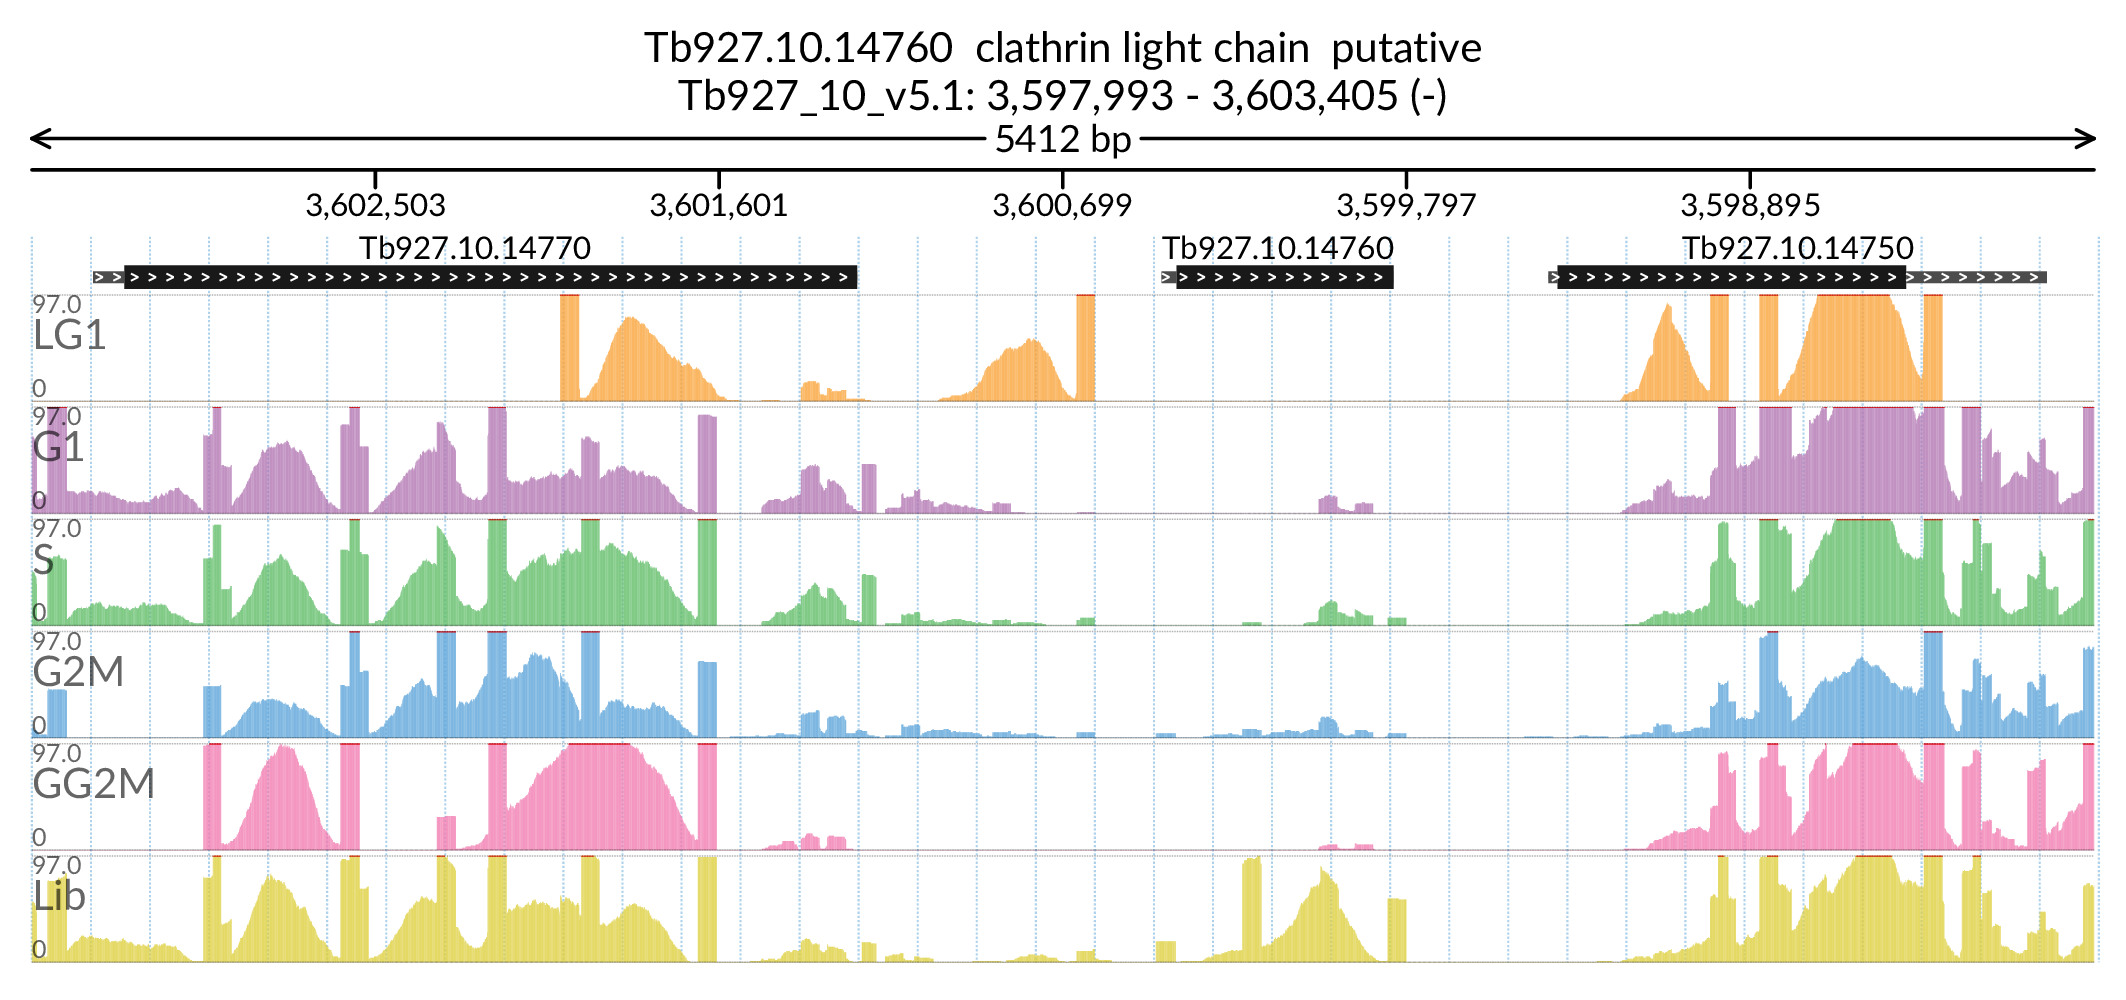 Tb927.10.14760  clathrin light chain  putative
Tb927_10_v5.1: 3,597,993 - 3,603,405 (-)
5412 bp
3,602,503 3,601,601 3,600,699 3,599,797 3,598,895
Tb927.10.14770 Tb927.10.14760 Tb927.10.14750
97.0
LG1
0
97.0
G1
0
97.0
S
0
97.0
G2M
0
97.0
GG2M
0
97.0
Lib
0